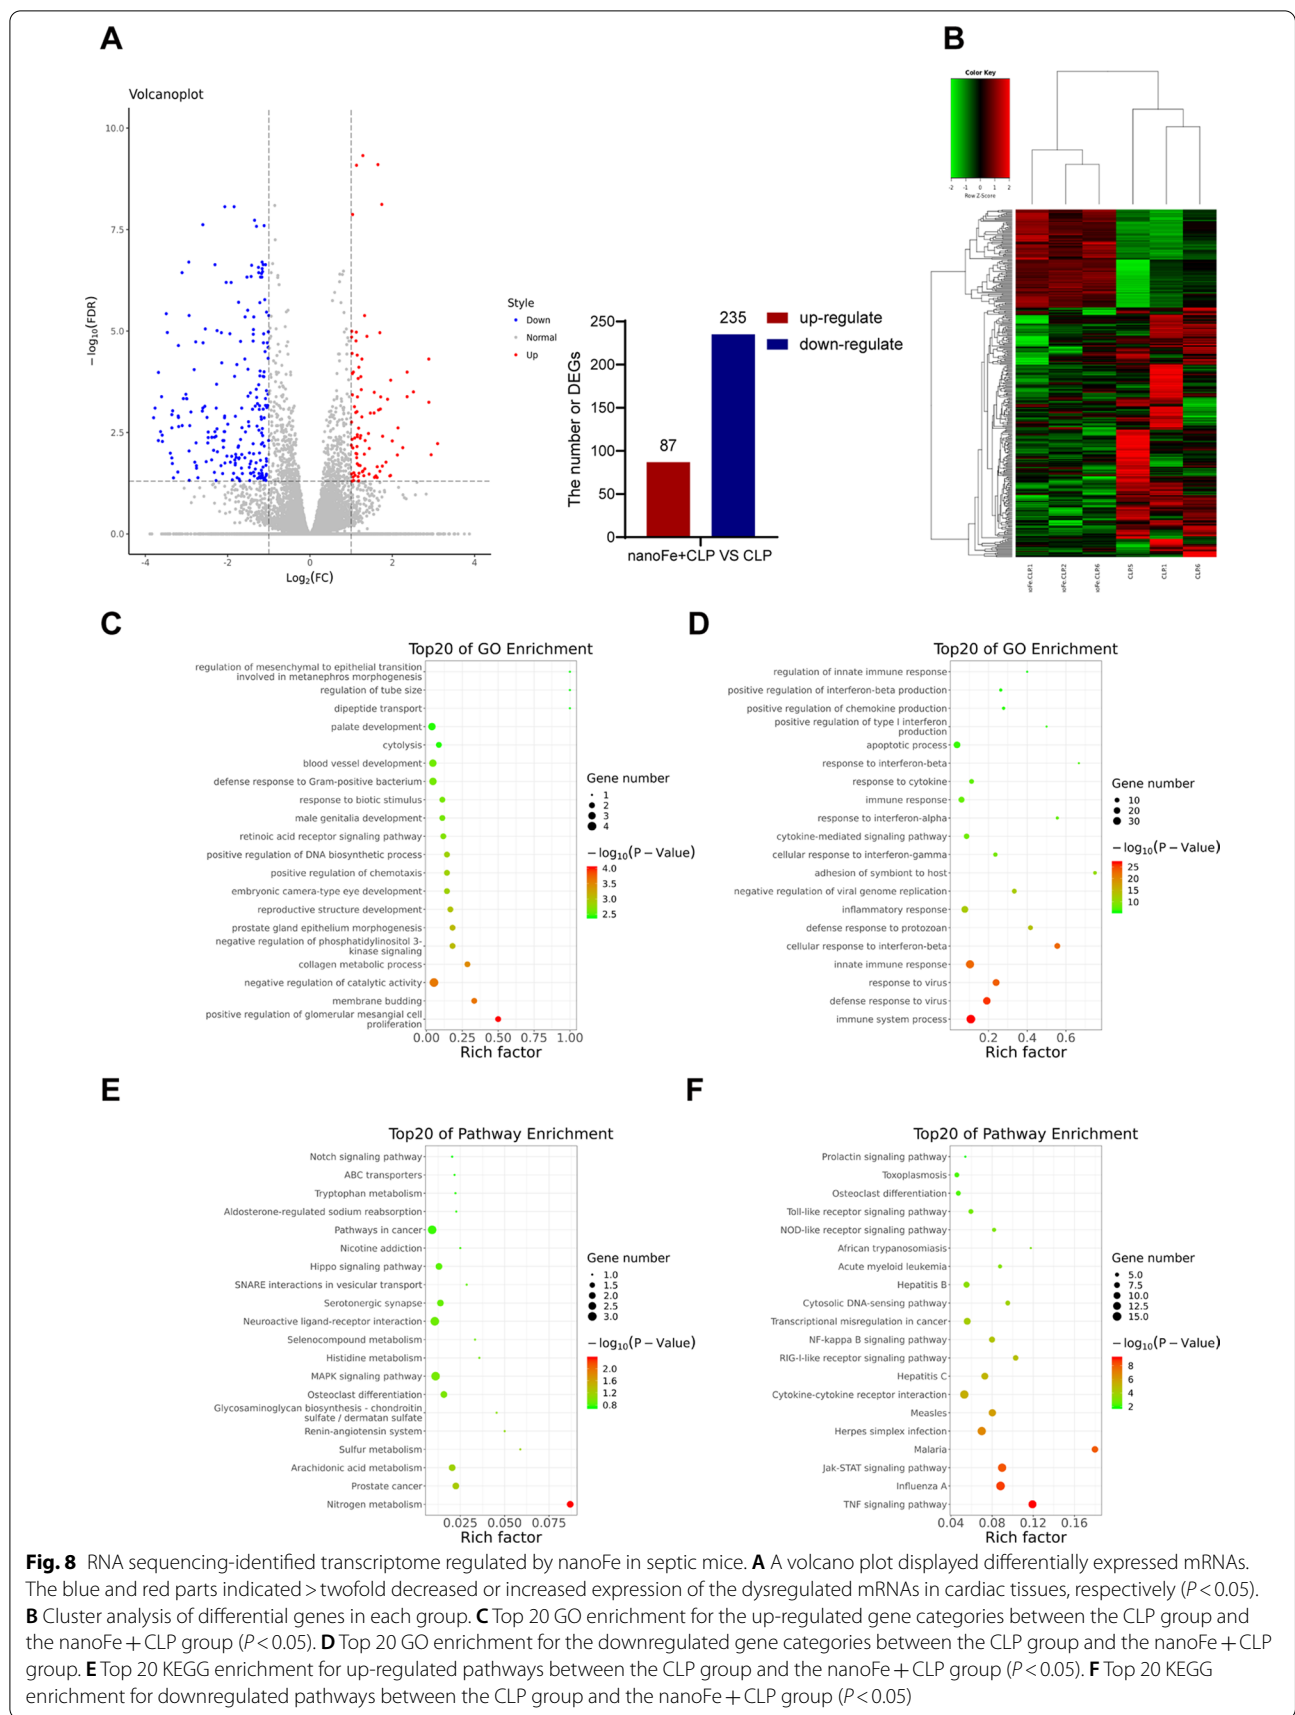 A
Volcanoplot
10.0
7.5
5.0
2.5
0.0
− log10(FDR)
-4
-2
0
2
4
Log2(FC)
Style
Down
Normal
Up
The number or DEGs
250
200
150
100
50
0
87
235
up-regulate
down-regulate
nanoFe+CLP VS CLP
B
Color Key
-2 -1 0 1 2
Row Z-Score
CLP.5
CLP.1
CLP.6
C
Top20 of GO Enrichment
regulation of mesenchymal to epithelial transition
involved in metanephros morphogenesis
regulation of tube size
dipeptide transport
palate development
cytolysis
blood vessel development
defense response to Gram-positive bacterium
response to biotic stimulus
male genitalia development
retinoic acid receptor signaling pathway
positive regulation of DNA biosynthetic process
positive regulation of chemotaxis
embryonic camera-type eye development
reproductive structure development
prostate gland epithelium morphogenesis
negative regulation of phosphatidylinositol 3-
kinase signaling
collagen metabolic process
negative regulation of catalytic activity
membrane budding
positive regulation of glomerular mesangial cell
proliferation
0.00 0.25 0.50 0.75 1.00
Rich factor
Gene number
1
2
3
4
− log10(P − Value)
4.0
3.5
3.0
2.5
D
Top20 of GO Enrichment
regulation of innate immune response
positive regulation of interferon-beta production
positive regulation of chemokine production
positive regulation of type I interferon
production
apoptotic process
response to interferon-beta
response to cytokine
immune response
response to interferon-alpha
cytokine-mediated signaling pathway
cellular response to interferon-gamma
adhesion of symbiont to host
negative regulation of viral genome replication
inflammatory response
defense response to protozoan
cellular response to interferon-beta
innate immune response
response to virus
defense response to virus
immune system process
0.2 0.4 0.6
Rich factor
Gene number
10
20
30
− log10(P − Value)
25
20
15
10
E
Top20 of Pathway Enrichment
Notch signaling pathway
ABC transporters
Tryptophan metabolism
Aldosterone-regulated sodium reabsorption
Pathways in cancer
Nicotine addiction
Hippo signaling pathway
SNARE interactions in vesicular transport
Serotonergic synapse
Neuroactive ligand-receptor interaction
Selenocompound metabolism
Histidine metabolism
MAPK signaling pathway
Osteoclast differentiation
Glycosaminoglycan biosynthesis - chondroitin
sulfate / dermatan sulfate
Renin-angiotensin system
Sulfur metabolism
Arachidonic acid metabolism
Prostate cancer
Nitrogen metabolism
0.025 0.050 0.075
Rich factor
Gene number
1.0
1.5
2.0
2.5
3.0
− log10(P − Value)
2.0
1.6
1.2
0.8
F
Top20 of Pathway Enrichment
Prolactin signaling pathway
Toxoplasmosis
Osteoclast differentiation
Toll-like receptor signaling pathway
NOD-like receptor signaling pathway
African trypanosomiasis
Acute myeloid leukemia
Hepatitis B
Cytosolic DNA-sensing pathway
Transcriptional misregulation in cancer
NF-kappa B signaling pathway
RIG-I-like receptor signaling pathway
Hepatitis C
Cytokine-cytokine receptor interaction
Measles
Herpes simplex infection
Malaria
Jak-STAT signaling pathway
Influenza A
TNF signaling pathway
0.04 0.08 0.12 0.16
Rich factor
Gene number
5.0
7.5
10.0
12.5
15.0
− log10(P − Value)
8
6
4
2
Fig. 8 RNA sequencing-identified transcriptome regulated by nanoFe in septic mice. A A volcano plot displayed differentially expressed mRNAs.
The blue and red parts indicated > twofold decreased or increased expression of the dysregulated mRNAs in cardiac tissues, respectively (P < 0.05).
B Cluster analysis of differential genes in each group. C Top 20 GO enrichment for the up-regulated gene categories between the CLP group and
the nanoFe + CLP group (P < 0.05). D Top 20 GO enrichment for the downregulated gene categories between the CLP group and the nanoFe + CLP
group. E Top 20 KEGG enrichment for up-regulated pathways between the CLP group and the nanoFe + CLP group (P < 0.05). F Top 20 KEGG
enrichment for downregulated pathways between the CLP group and the nanoFe + CLP group (P < 0.05)